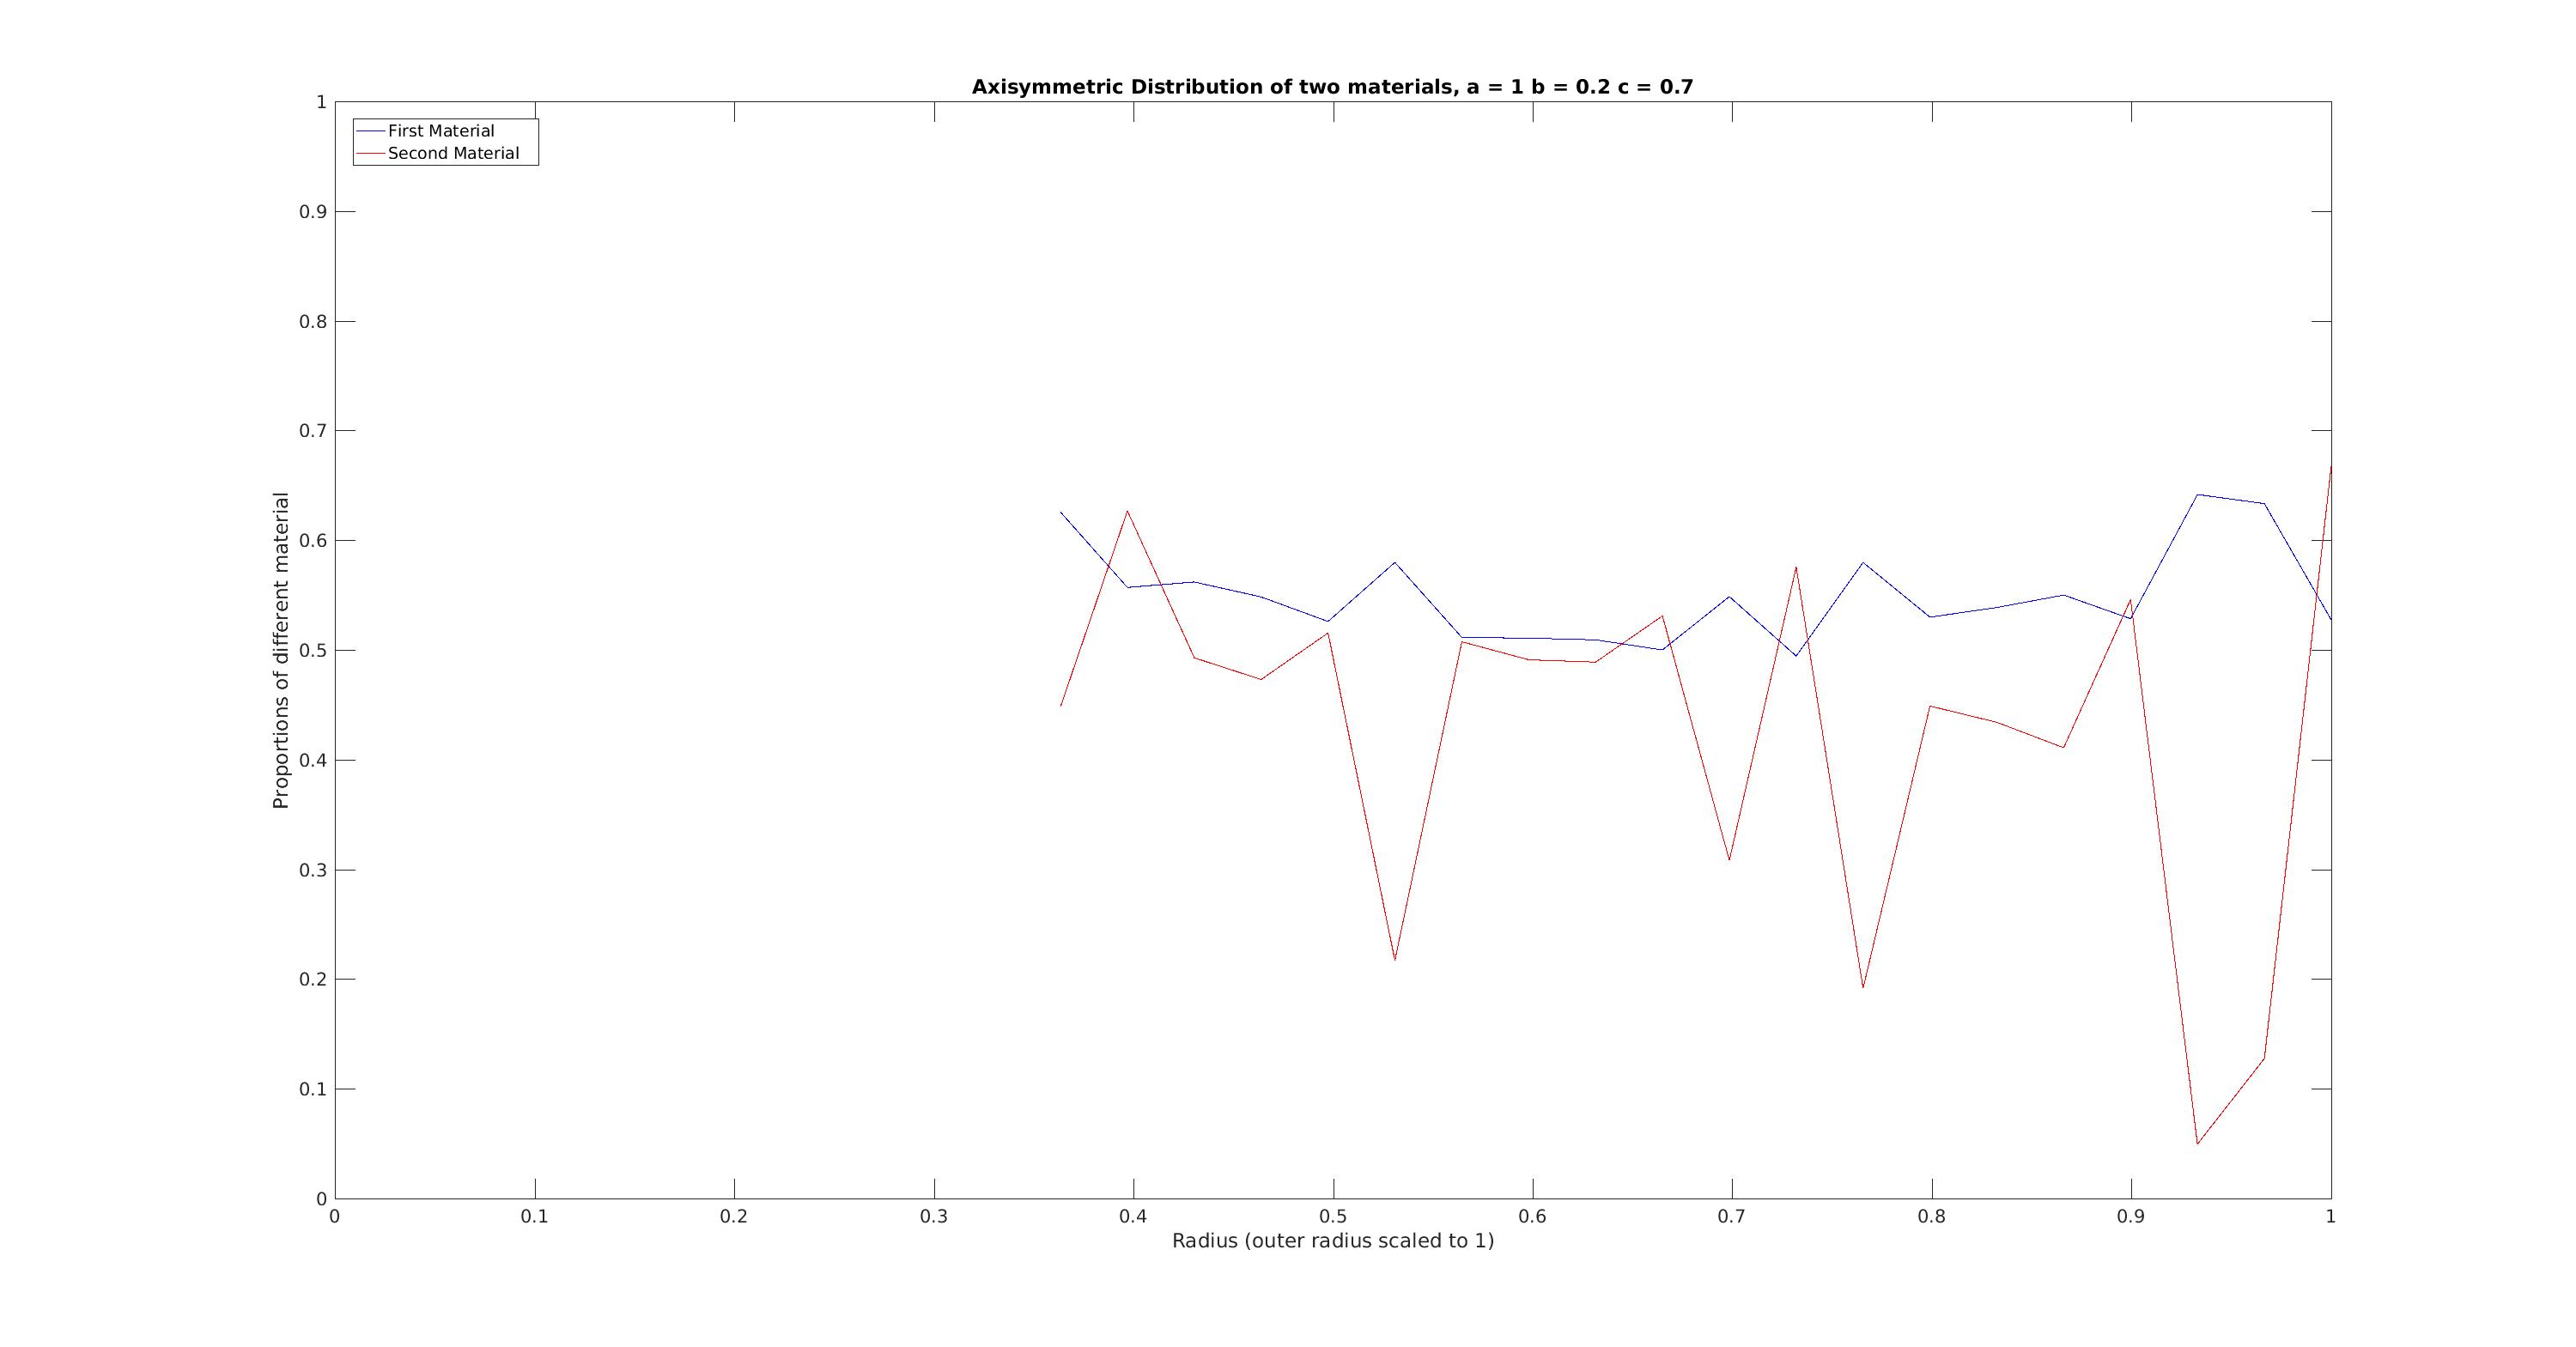 Axisymmetric Distribution of two materials, a = 1 b = 0.2 c = 0.7
First Material
Second Material
1
0.9
0.8
0.7
0.6
0.5
0.4
0.3
0.2
0.1
0
Proportions of different material
0 0.1 0.2 0.3 0.4 0.5 0.6 0.7 0.8 0.9 1
Radius (outer radius scaled to 1)